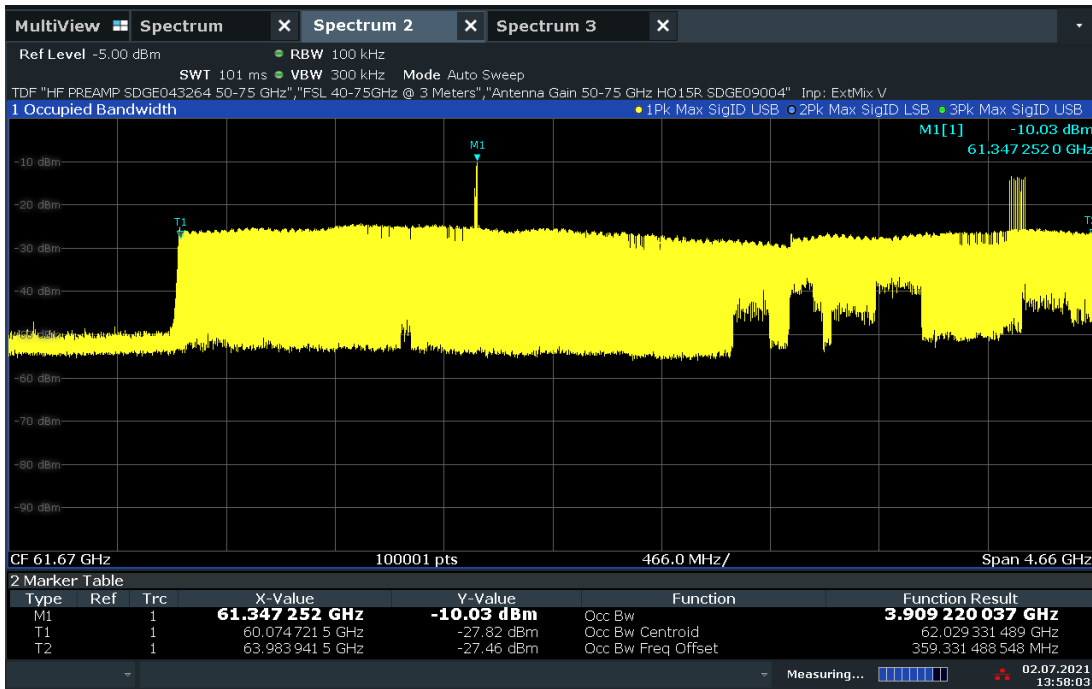 MultiView Spectrum X Spectrum 2 X Spectrum 3 X
Ref Level -5.00 dBm RBW 100 kHz
SWT 101 ms VBW 300 kHz Mode Auto Sweep
TDF "HF PREAMP SDGE043264 50-75 GHz","FSL 40-75GHz @ 3 Meters","Antenna Gain 50-75 GHz HO15R SDGE09004" Inp: ExtMix V
1 Occupied Bandwidth 1Pk Max SigID USB 2Pk Max SigID LSB 3Pk Max SigID USB
M1[1] -10.03 dBm
61.347 252 0 GHz
M1
-10 dBm
-20 dBm
T1
-30 dBm
-40 dBm
-60 dBm
-70 dBm
-80 dBm
-90 dBm
CF 61.67 GHz 100001 pts 466.0 MHz/ Span 4.66 GHz
2 Marker Table
Type Ref Trc X-Value Y-Value Function Function Result
M1 1 61.347 252 GHz -10.03 dBm Occ Bw 3.909 220 037 GHz
T1 1 60.074 721 5 GHz -27.82 dBm Occ Bw Centroid 62.029 331 489 GHz
T2 1 63.983 941 5 GHz -27.46 dBm Occ Bw Freq Offset 359.331 488 548 MHz
Measuring... 02.07.2021
13:58:03